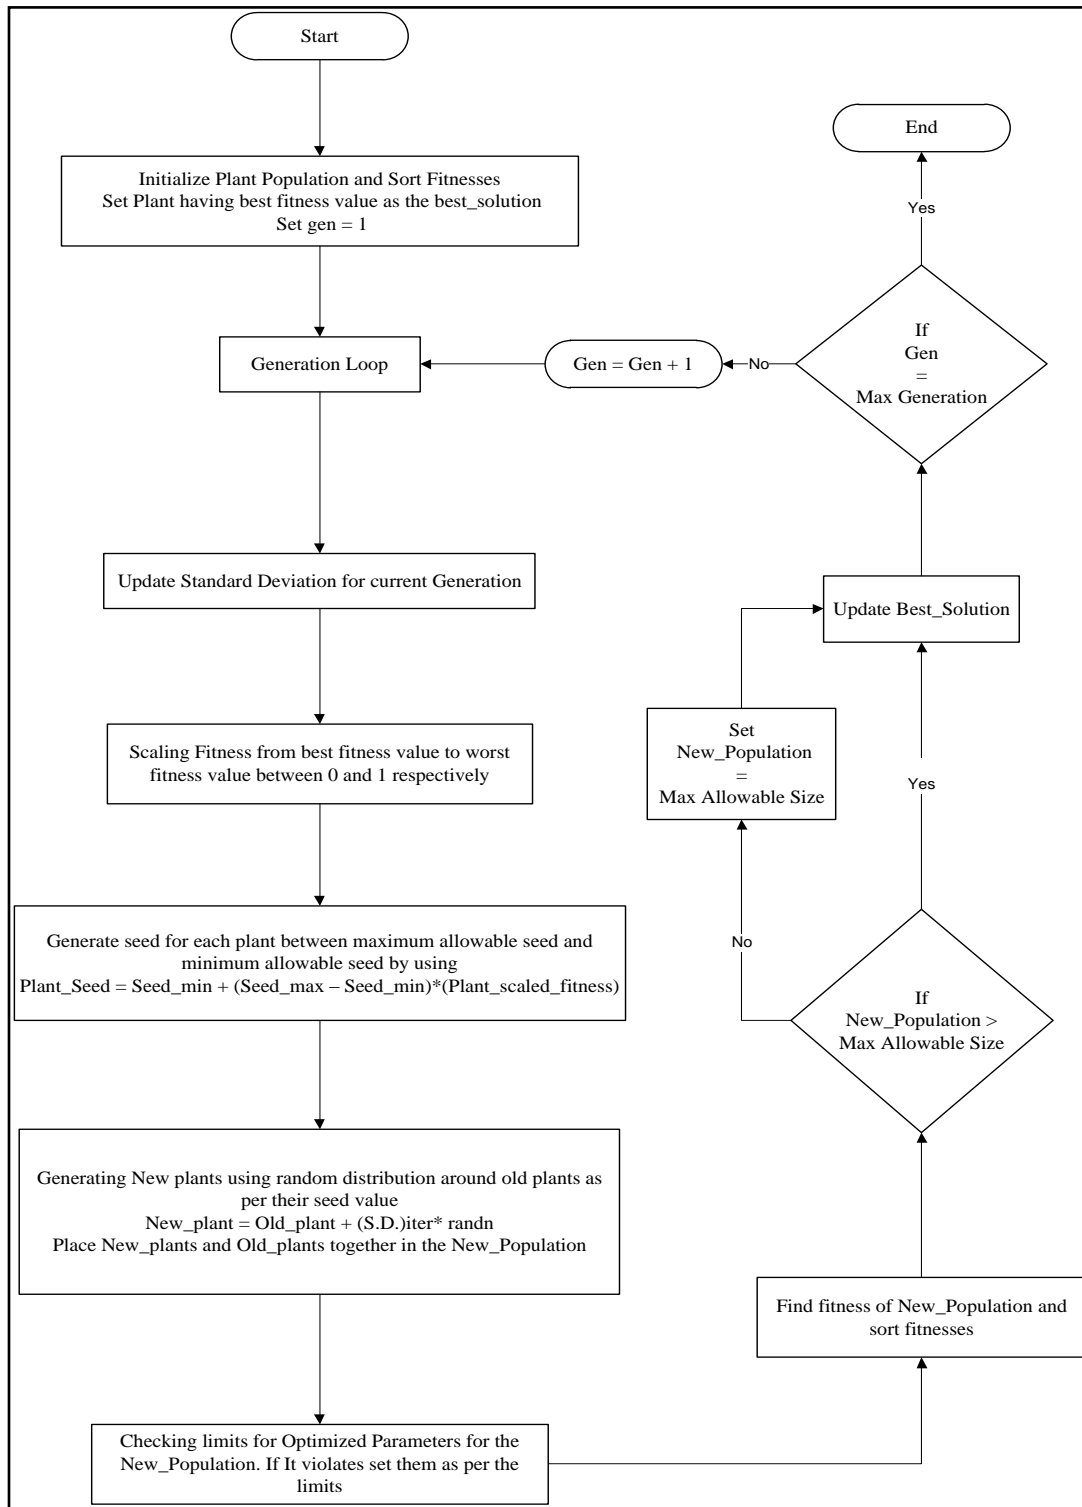 Start
Initialize Plant Population and Sort Fitnesses
Set Plant having best fitness value as the best_solution
Set gen = 1
Generation Loop
Update Standard Deviation for current Generation
Scaling Fitness from best fitness value to worst
fitness value between 0 and 1 respectively
Generate seed for each plant between maximum allowable seed and
minimum allowable seed by using
Plant_Seed = Seed_min + (Seed_max – Seed_min)*(Plant_scaled_fitness)
Generating New plants using random distribution around old plants as
per their seed value
New_plant = Old_plant + (S.D.)iter* randn
Place New_plants and Old_plants together in the New_Population
Checking limits for Optimized Parameters for the
New_Population. If It violates set them as per the
limits
Find fitness of New_Population and
sort fitnesses
If
New_Population >
Max Allowable Size
No
Set
New_Population
=
Max Allowable Size
Yes
Update Best_Solution
If
Gen
=
Max Generation
No
Gen = Gen + 1
Yes
End